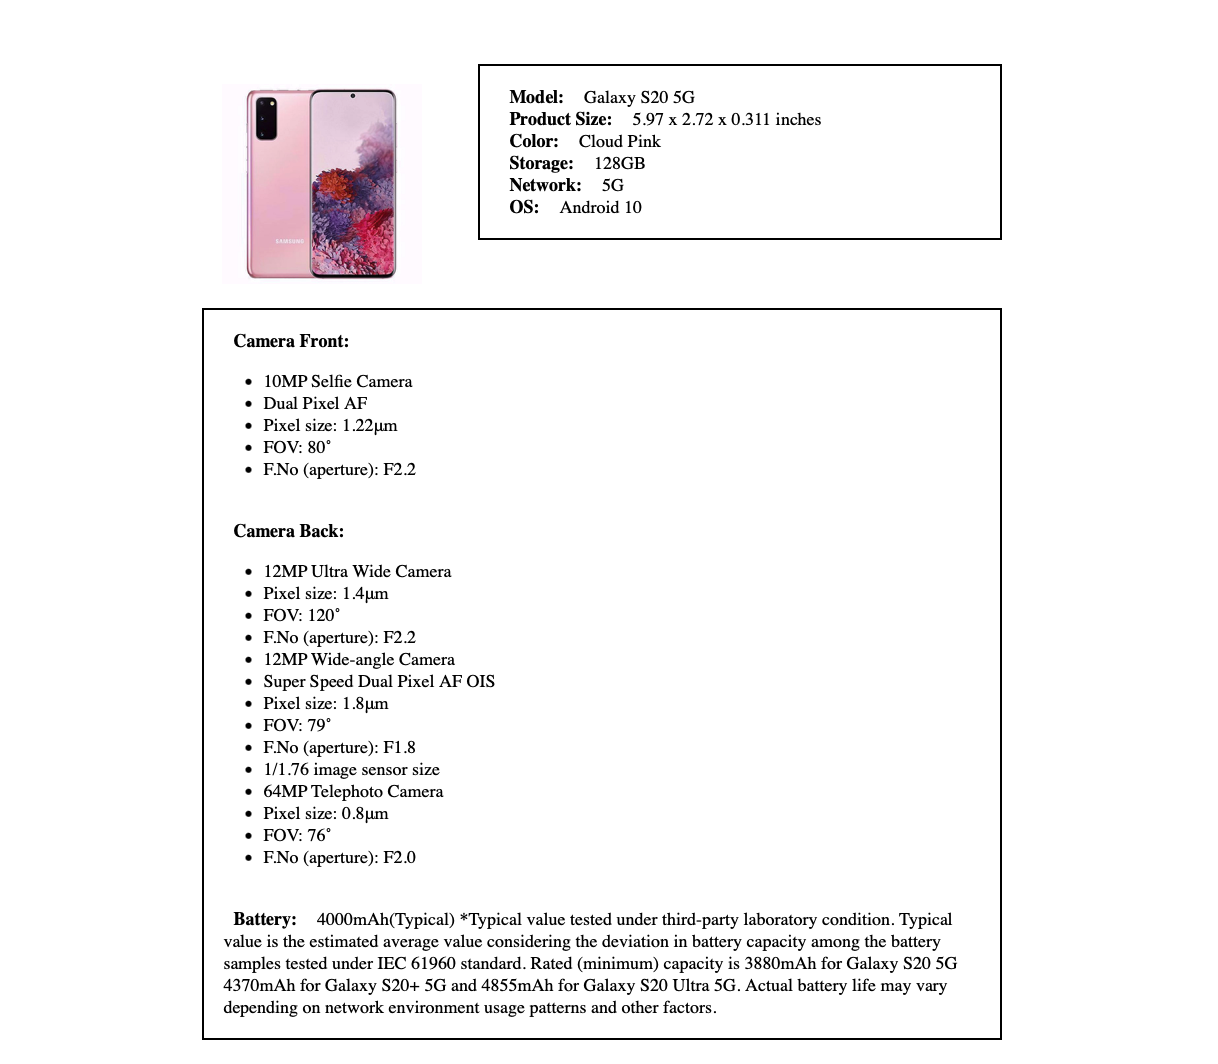 SAMSUNG
Model: Galaxy S20 5G
Product Size: 5.97 x 2.72 x 0.311 inches
Color: Cloud Pink
Storage: 128GB
Network: 5G
OS: Android 10
Camera Front:
• 10MP Selfie Camera
• Dual Pixel AF
• Pixel size: 1.22μm
• FOV: 80˚
• F.No (aperture): F2.2
Camera Back:
• 12MP Ultra Wide Camera
• Pixel size: 1.4μm
• FOV: 120˚
• F.No (aperture): F2.2
• 12MP Wide-angle Camera
• Super Speed Dual Pixel AF OIS
• Pixel size: 1.8μm
• FOV: 79˚
• F.No (aperture): F1.8
• 1/1.76 image sensor size
• 64MP Telephoto Camera
• Pixel size: 0.8μm
• FOV: 76˚
• F.No (aperture): F2.0
Battery: 4000mAh(Typical) *Typical value tested under third-party laboratory condition. Typical
value is the estimated average value considering the deviation in battery capacity among the battery
samples tested under IEC 61960 standard. Rated (minimum) capacity is 3880mAh for Galaxy S20 5G
4370mAh for Galaxy S20+ 5G and 4855mAh for Galaxy S20 Ultra 5G. Actual battery life may vary
depending on network environment usage patterns and other factors.